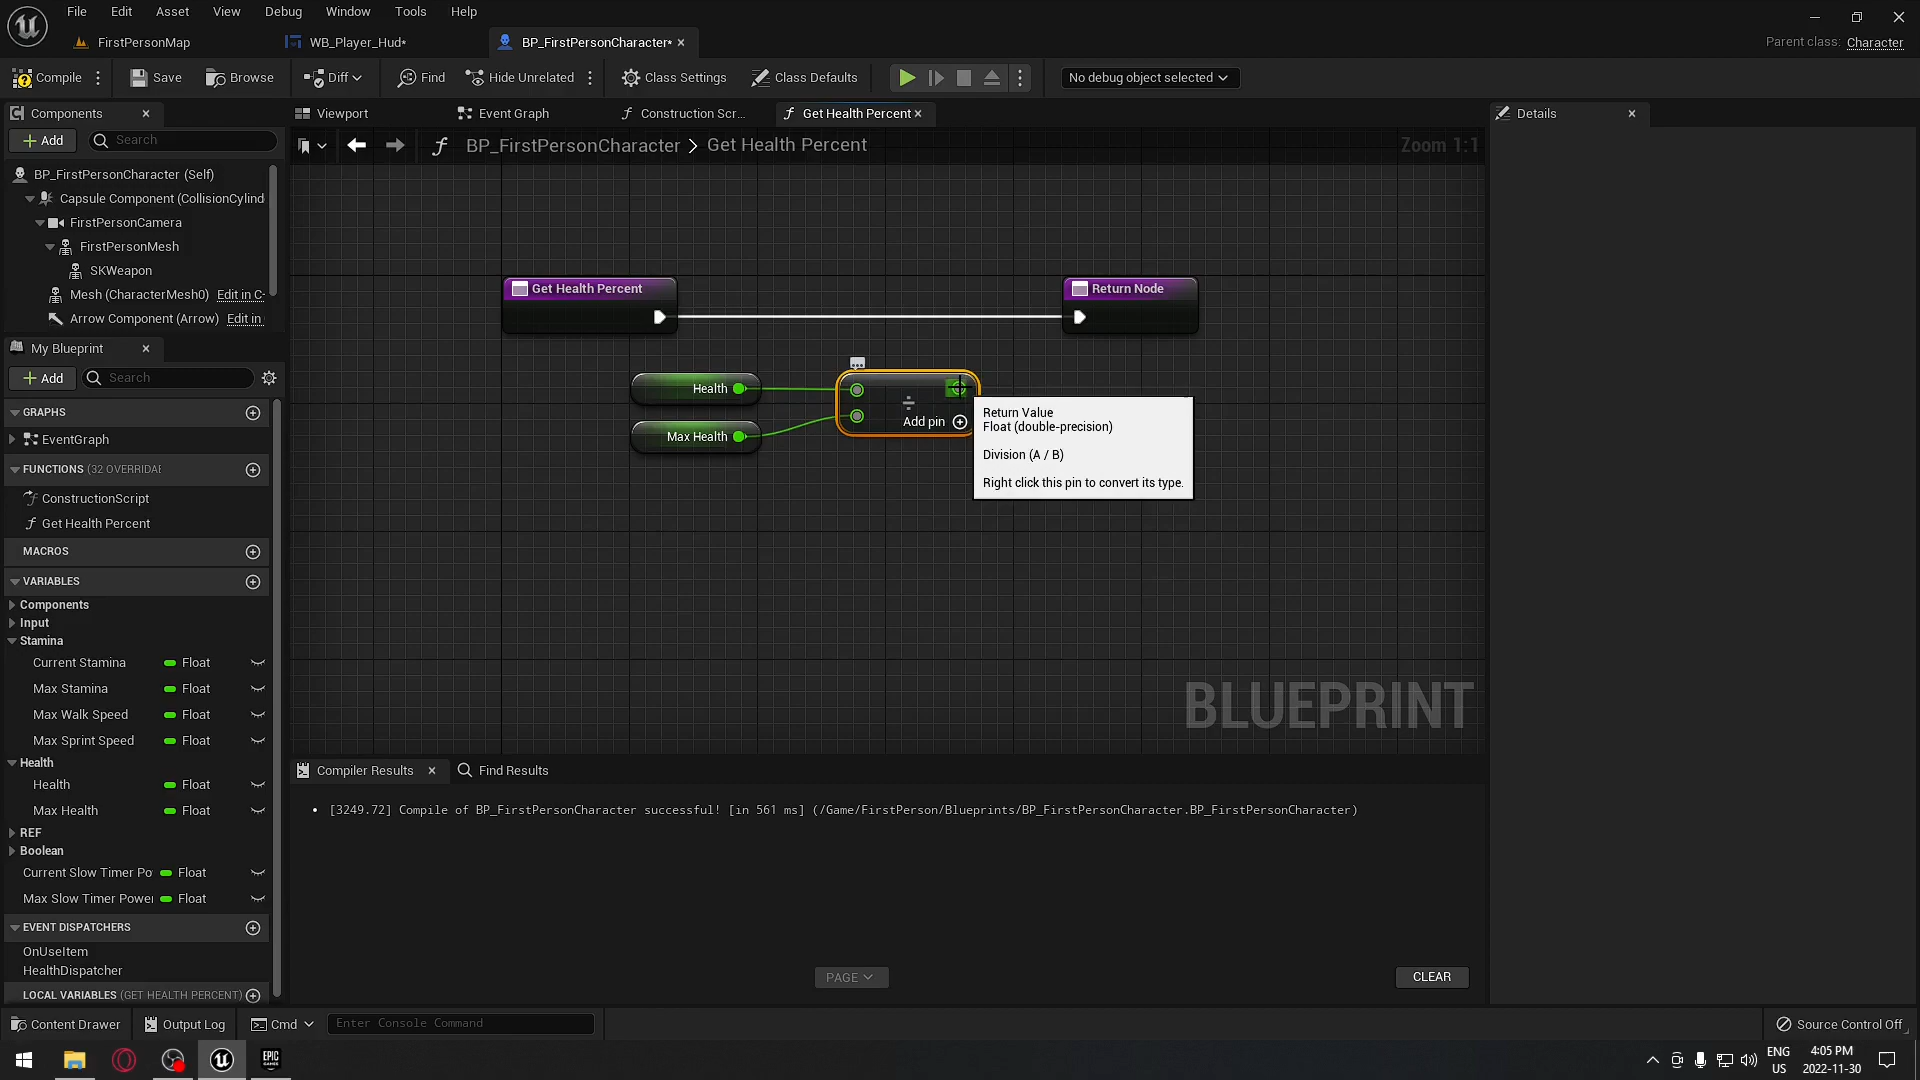 File Edit Asset View Debug Window Tools Help
FirstPersonMap WB_Player_Hud* BP_FirstPersonCharacter*
Parent class: Character
Compile Save Browse Diff Find Hide Unrelated Class Settings Class Defaults No debug object selected
Components Viewport Event Graph Construction Scr... Get Health Percent Details
Add Search
BP_FirstPersonCharacter > Get Health Percent Zoom 1:1
BP_FirstPersonCharacter (Self)
Capsule Component (CollisionCylind
FirstPersonCamera
FirstPersonMesh
SKWeapon
Mesh (CharacterMesh0) Edit in C-
Arrow Component (Arrow) Edit in
Get Health Percent
Return Node
Health
Max Health
÷
Add pin
Return Value
Float (double-precision)
Division (A / B)
Right click this pin to convert its type.
BLUEPRINT
My Blueprint
Add Search
GRAPHS
EventGraph
FUNCTIONS (32 OVERRIDAE
ConstructionScript
Get Health Percent
MACROS
VARIABLES
Components
Input
Stamina
Current Stamina Float
Max Stamina Float
Max Walk Speed Float
Max Sprint Speed Float
Health
Health Float
Max Health Float
REF
Boolean
Current Slow Timer Po Float
Max Slow Timer Power Float
EVENT DISPATCHERS
OnUseItem
HealthDispatcher
LOCAL VARIABLES (GET HEALTH PERCENT)
Compiler Results Find Results
[3249.72] Compile of BP_FirstPersonCharacter successful! [in 561 ms] (/Game/FirstPerson/Blueprints/BP_FirstPersonCharacter.BP_FirstPersonCharacter)
PAGE CLEAR
Content Drawer Output Log Cmd Enter Console Command Source Control Off
EPIC GAMES
ENG
US
4:05 PM
2022-11-30